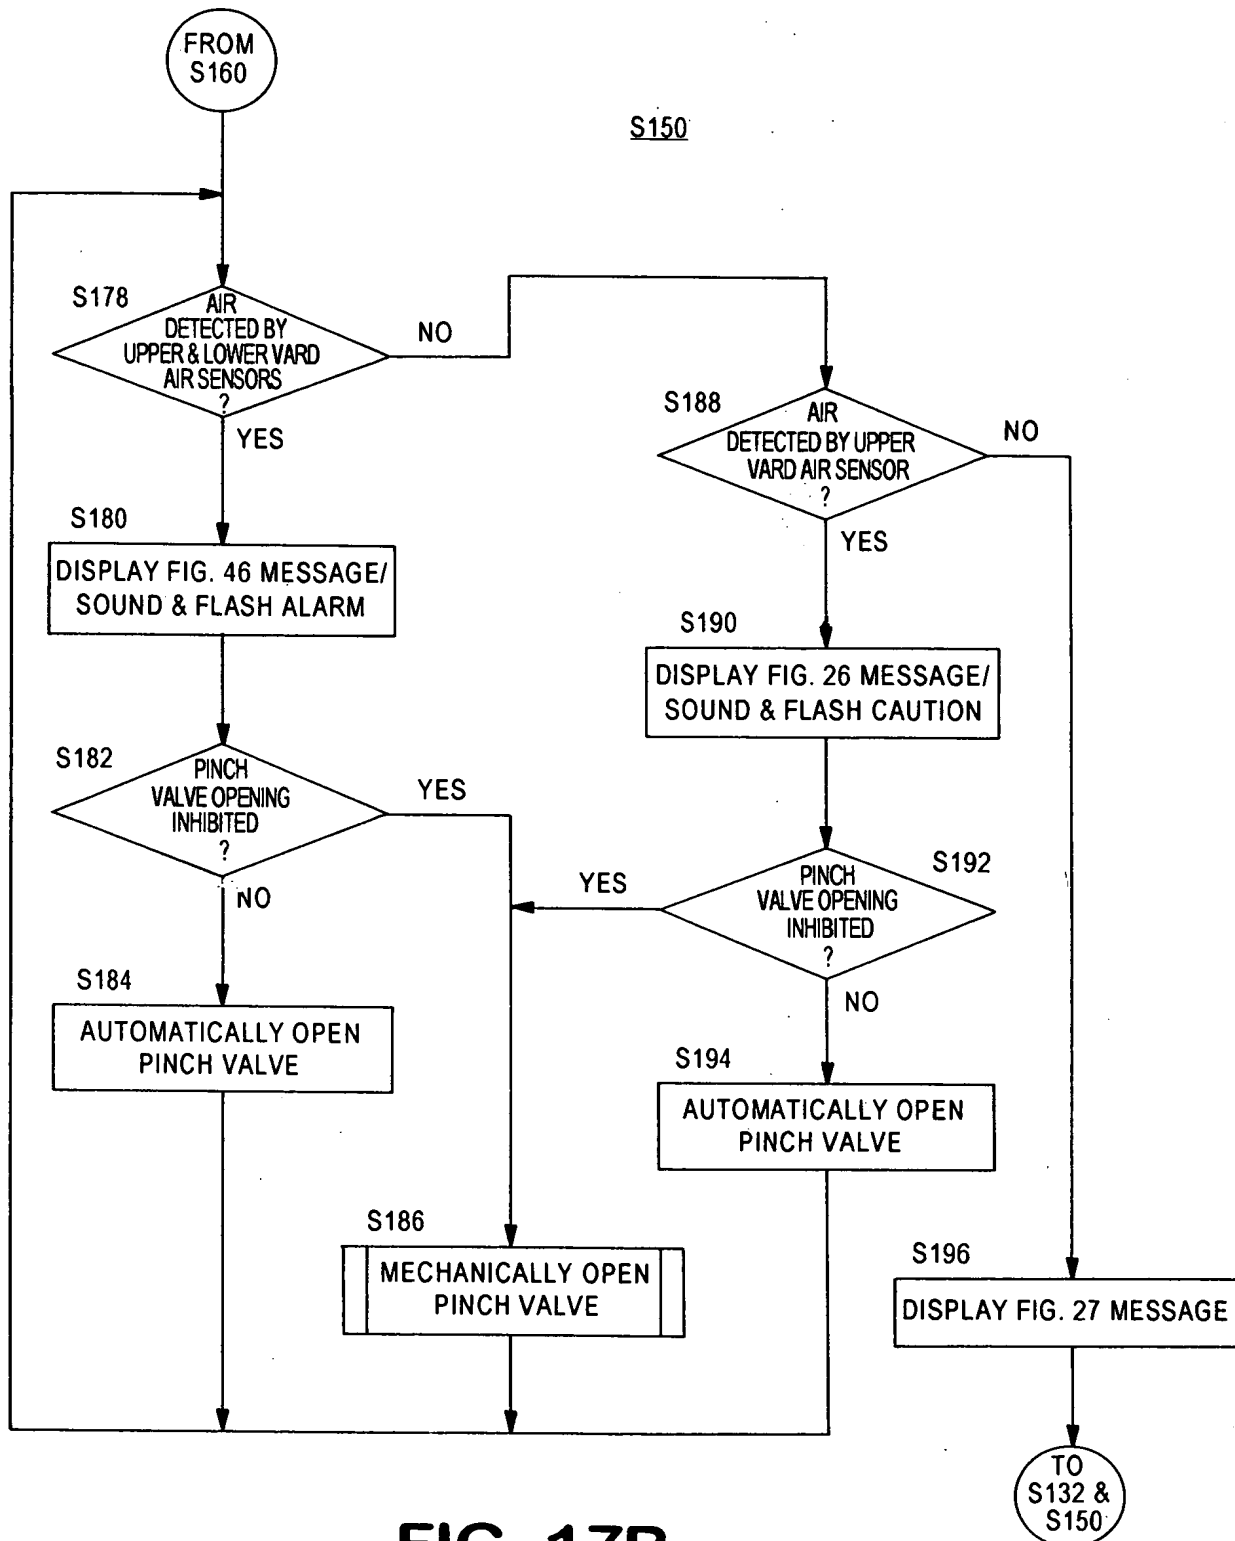 FROM
S160
S150
S178
AIR
DETECTED BY
UPPER & LOWER VARD
AIR SENSORS
?
NO
YES
S188
AIR
DETECTED BY UPPER
VARD AIR SENSOR
?
NO
YES
S180
DISPLAY FIG. 46 MESSAGE/
SOUND & FLASH ALARM
S190
DISPLAY FIG. 26 MESSAGE/
SOUND & FLASH CAUTION
S182
PINCH
VALVE OPENING
INHIBITED
?
YES
NO
S192
PINCH
VALVE OPENING
INHIBITED
?
YES
NO
S184
AUTOMATICALLY OPEN
PINCH VALVE
S194
AUTOMATICALLY OPEN
PINCH VALVE
S186
MECHANICALLY OPEN
PINCH VALVE
S196
DISPLAY FIG. 27 MESSAGE
TO
S132 &
S150
FIG. 17B